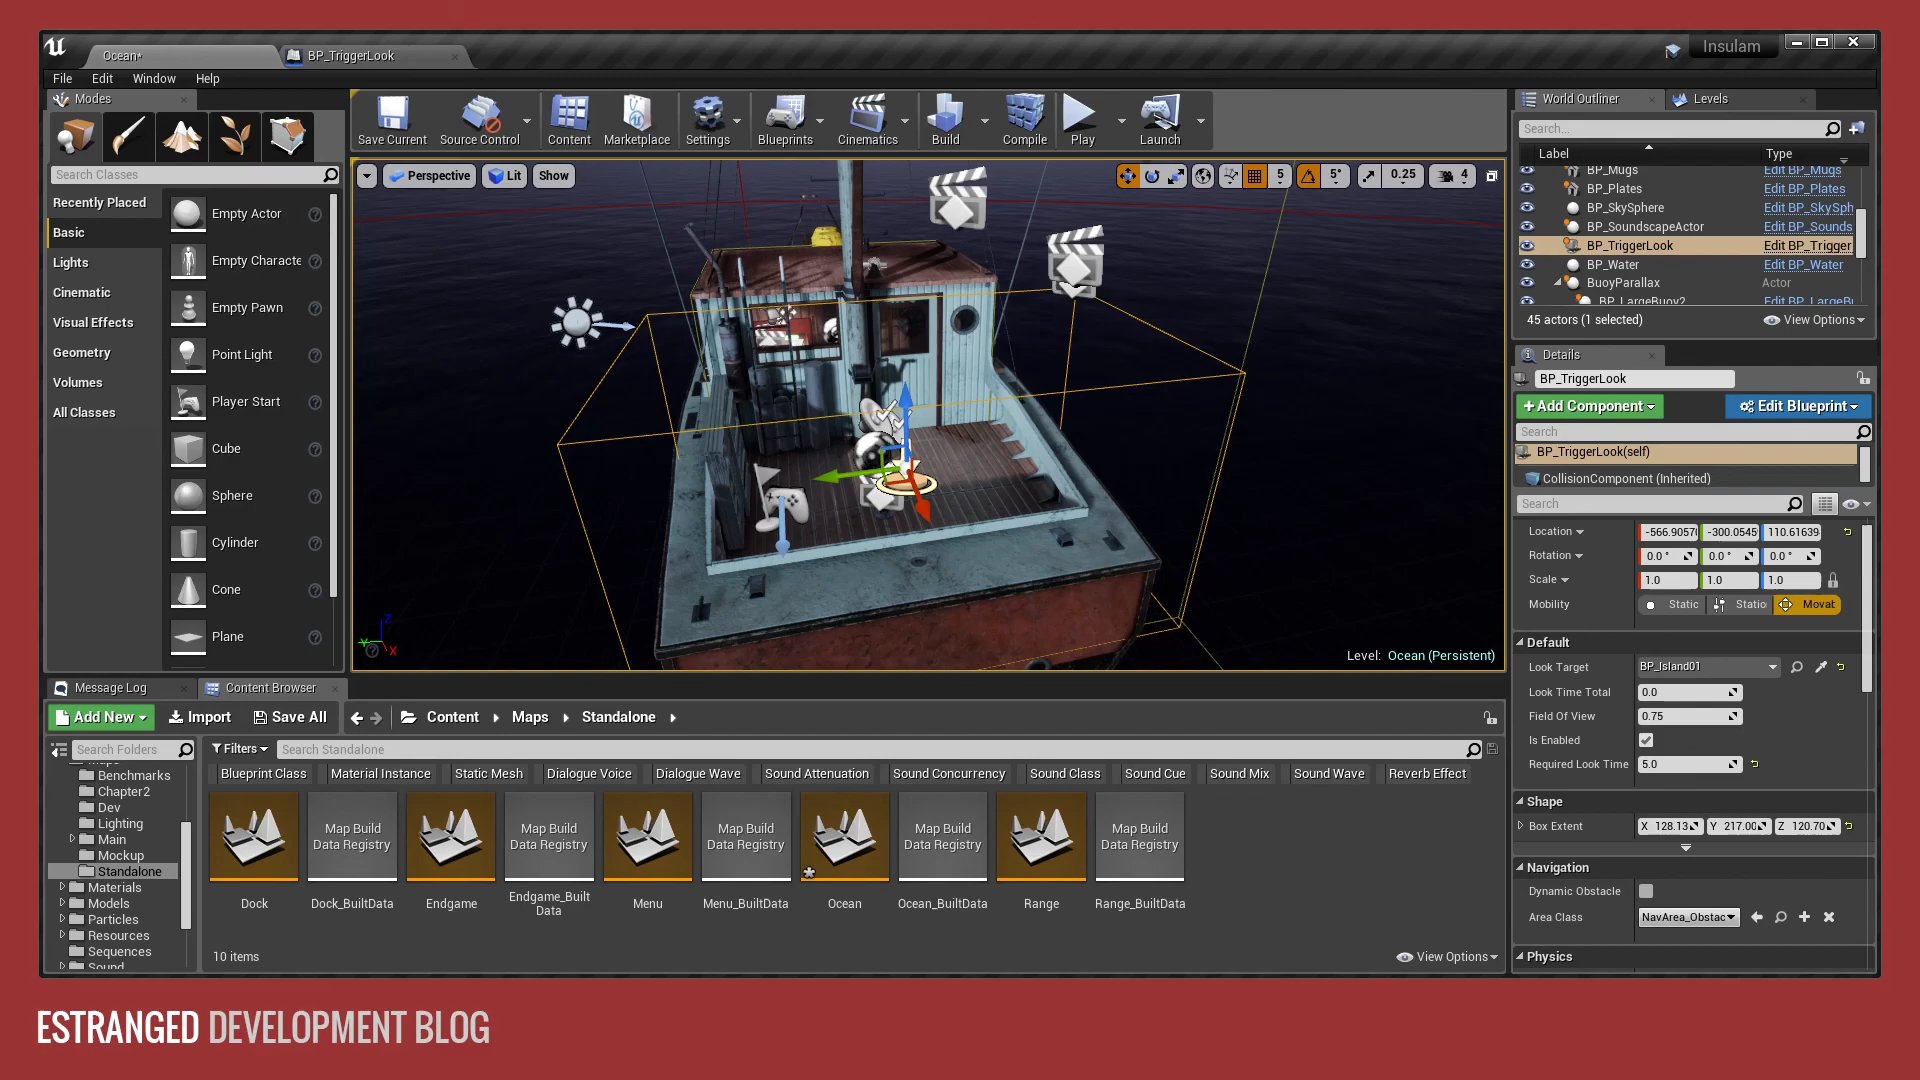 Ocean*
BP_TriggerLook
Insulam
File Edit Window Help
Modes
Search Classes
Recently Placed
Basic
Lights
Cinematic
Visual Effects
Geometry
Volumes
All Classes
Empty Actor
Empty Characte
Empty Pawn
Point Light
Player Start
Cube
Sphere
Cylinder
Cone
Plane
Save Current
Source Control
Content
Marketplace
Settings
Blueprints
Cinematics
Build
Compile
Play
Launch
Perspective
Lit
Show
5
5°
0.25
4
Z
Y
X
Level: Ocean (Persistent)
World Outliner
Levels
Search...
Label Type
BP_Mugs Edit BP_Mugs
BP_Plates Edit BP_Plates
BP_SkySphere Edit BP_SkySph
BP_SoundscapeActor Edit BP_Sounds
BP_TriggerLook Edit BP_Trigger
BP_Water Edit BP_Water
BuoyParallax Actor
BP_LargeBuoy2 Edit BP_LargeBu
45 actors (1 selected)
View Options
Details
BP_TriggerLook
+Add Component
Edit Blueprint
Search
BP_TriggerLook(self)
CollisionComponent (Inherited)
Search
Location -566.9057 -300.0545 110.61639
Rotation 0.0 ° 0.0 ° 0.0 °
Scale 1.0 1.0 1.0
Mobility Static Statio Movat
Default
Look Target BP_Island01
Look Time Total 0.0
Field Of View 0.75
Is Enabled
Required Look Time 5.0
Shape
Box Extent X 128.13 Y 217.00 Z 120.70
Navigation
Dynamic Obstacle
Area Class NavArea_Obstac
Physics
Message Log
Content Browser
Add New
Import
Save All
Content
Maps
Standalone
Search Folders
Maps
Benchmarks
Chapter2
Dev
Lighting
Main
Mockup
Standalone
Materials
Models
Particles
Resources
Sequences
Sound
Filters
Search Standalone
Blueprint Class
Material Instance
Static Mesh
Dialogue Voice
Dialogue Wave
Sound Attenuation
Sound Concurrency
Sound Class
Sound Cue
Sound Mix
Sound Wave
Reverb Effect
Map Build
Data Registry
Map Build
Data Registry
Map Build
Data Registry
Map Build
Data Registry
Map Build
Data Registry
Dock
Dock_BuiltData
Endgame
Endgame_Built
Data
Menu
Menu_BuiltData
Ocean
Ocean_BuiltData
Range
Range_BuiltData
10 items
View Options
ESTRANGED DEVELOPMENT BLOG